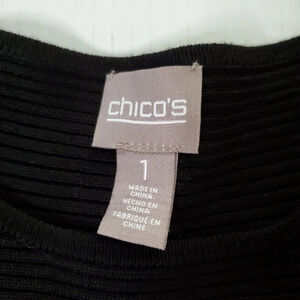 chico's
1
MADE IN
CHINA
HECHO EN
CHINA
FABRIQUÉ EN
CHINE